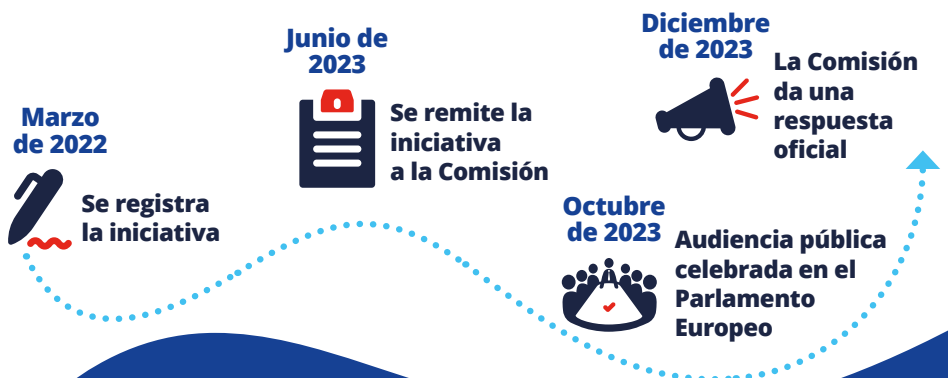 Marzo
de 2022
Se registra
la iniciativa
Junio de
2023
Se remite la
iniciativa
a la Comisión
Octubre
de 2023
Audiencia pública
celebrada en el
Parlamento
Europeo
Diciembre
de 2023
La Comisión
da una
respuesta
oficial